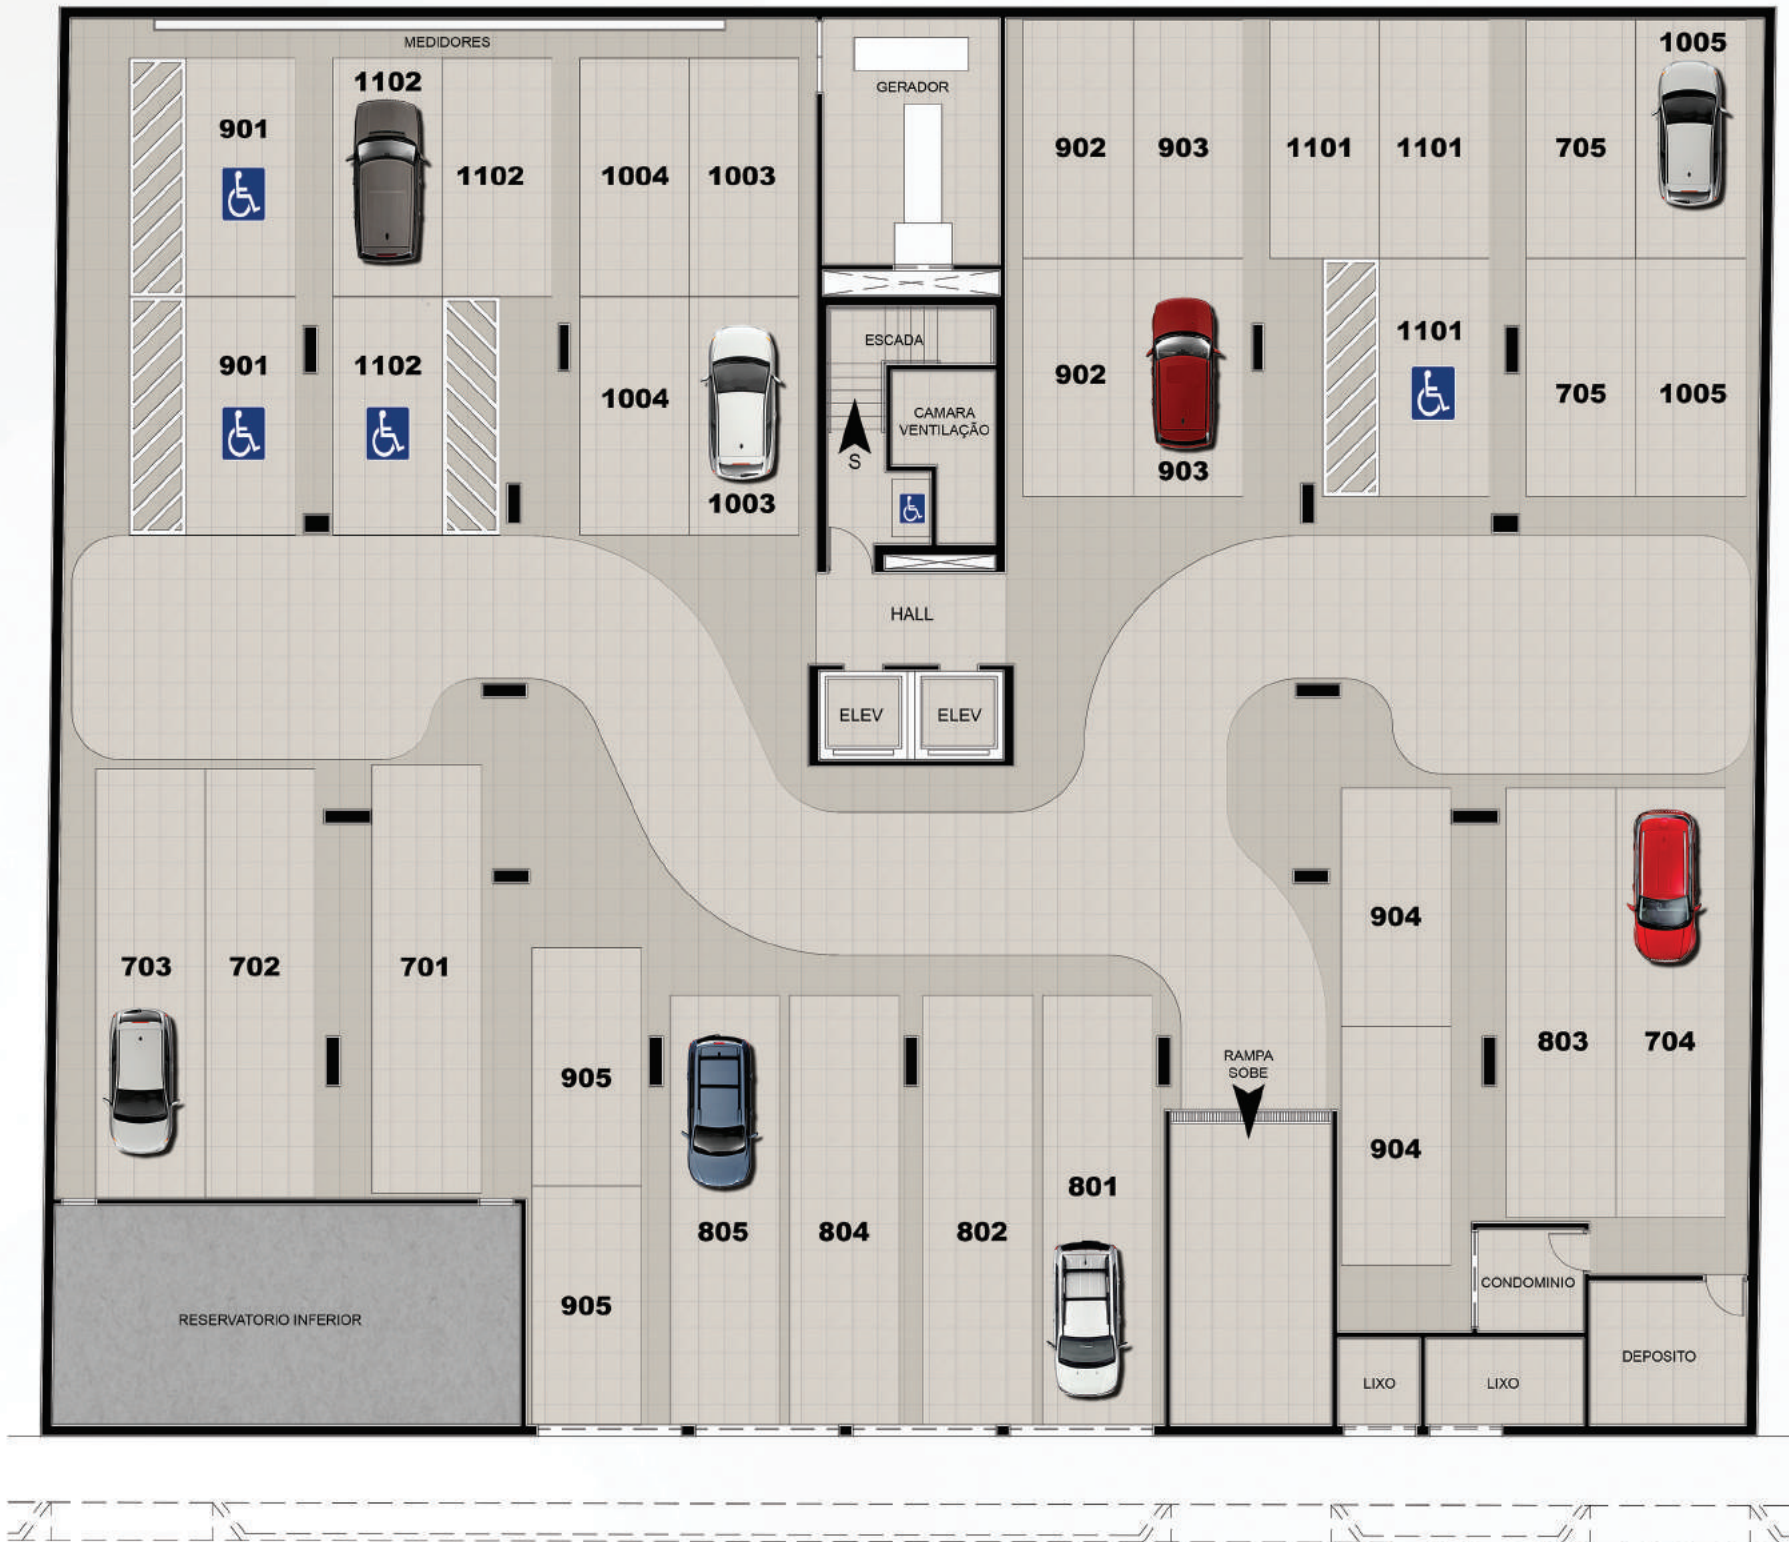 MEDIDORES
1102
901
1102
1004
1003
GERADOR
902
903
1101
1101
705
1005
901
1102
1004
1003
ESCADA
CAMARA
VENTILAÇÃO
S
902
903
1101
705
1005
HALL
ELEV
ELEV
703
702
701
905
905
805
804
802
801
RAMPA
SOBE
904
904
803
704
RESERVATORIO INFERIOR
CONDOMINIO
DEPOSITO
LIXO
LIXO